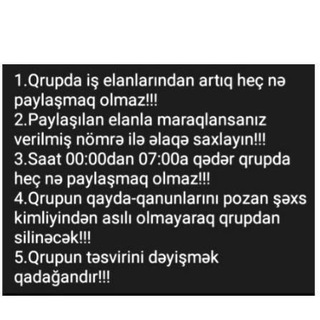 1.Qrupda iş elanlarından artıq heç nə
paylaşmaq olmaz!!!
2.Paylaşılan elanla maraqlansanız
verilmiş nömrə ilə əlaqə saxlayın!!!
3.Saat 00:00dan 07:00a qədər qrupda
heç nə paylaşmaq olmaz!!!
4.Qrupun qayda-qanunlarını pozan şəxs
kimliyindən asılı olmayaraq qrupdan
silinəcək!!!
5.Qrupun təsvirini dəyişmək
qadağandır!!!